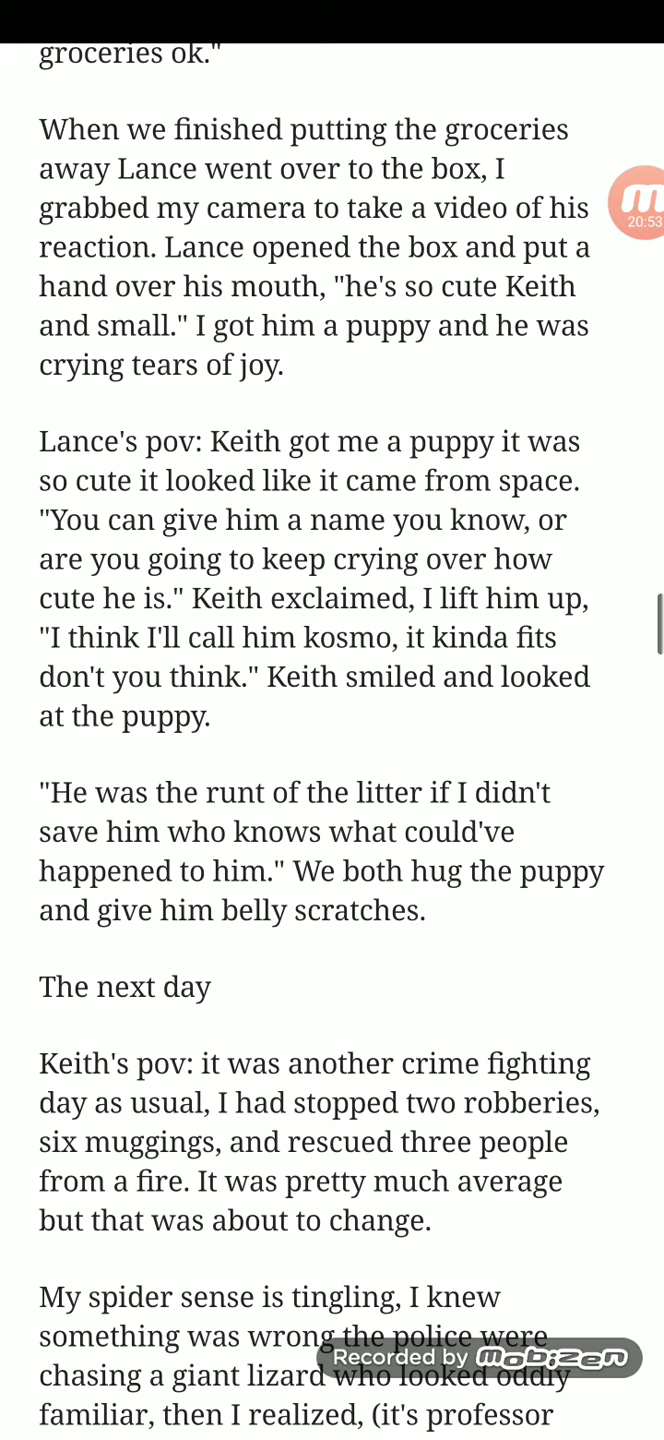 groceries ok."
When we finished putting the groceries
away Lance went over to the box, I
grabbed my camera to take a video of his
reaction. Lance opened the box and put a
hand over his mouth, "he's so cute Keith
and small." I got him a puppy and he was
crying tears of joy.
Lance's pov: Keith got me a puppy it was
so cute it looked like it came from space.
"You can give him a name you know, or
are you going to keep crying over how
cute he is." Keith exclaimed, I lift him up,
"I think I'll call him kosmo, it kinda fits
don't you think." Keith smiled and looked
at the puppy.
"He was the runt of the litter if I didn't
save him who knows what could've
happened to him." We both hug the puppy
and give him belly scratches.
The next day
Keith's pov: it was another crime fighting
day as usual, I had stopped two robberies,
six muggings, and rescued three people
from a fire. It was pretty much average
but that was about to change.
My spider sense is tingling, I knew
something was wrong the police were
chasing a giant lizard who looked oddly
familiar, then I realized, (it's professor
m
20:53
Recorded by mobizen